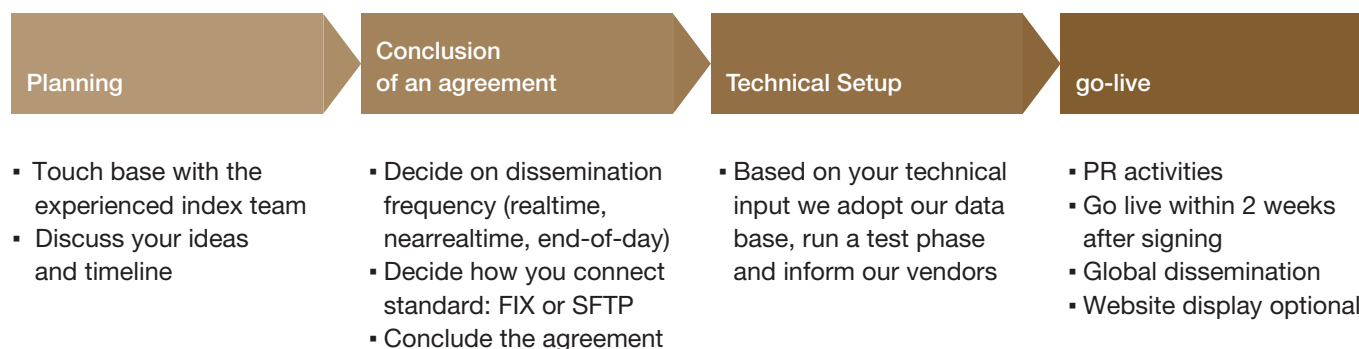 Planning
Conclusion
of an agreement
Technical Setup
go-live
▪ Touch base with the
experienced index team
▪ Discuss your ideas
and timeline
▪ Decide on dissemination
frequency (realtime,
nearrealtime, end-of-day)
▪ Decide how you connect
standard: FIX or SFTP
▪ Conclude the agreement
▪ Based on your technical
input we adopt our data
base, run a test phase
and inform our vendors
▪ PR activities
▪ Go live within 2 weeks
after signing
▪ Global dissemination
▪ Website display optional